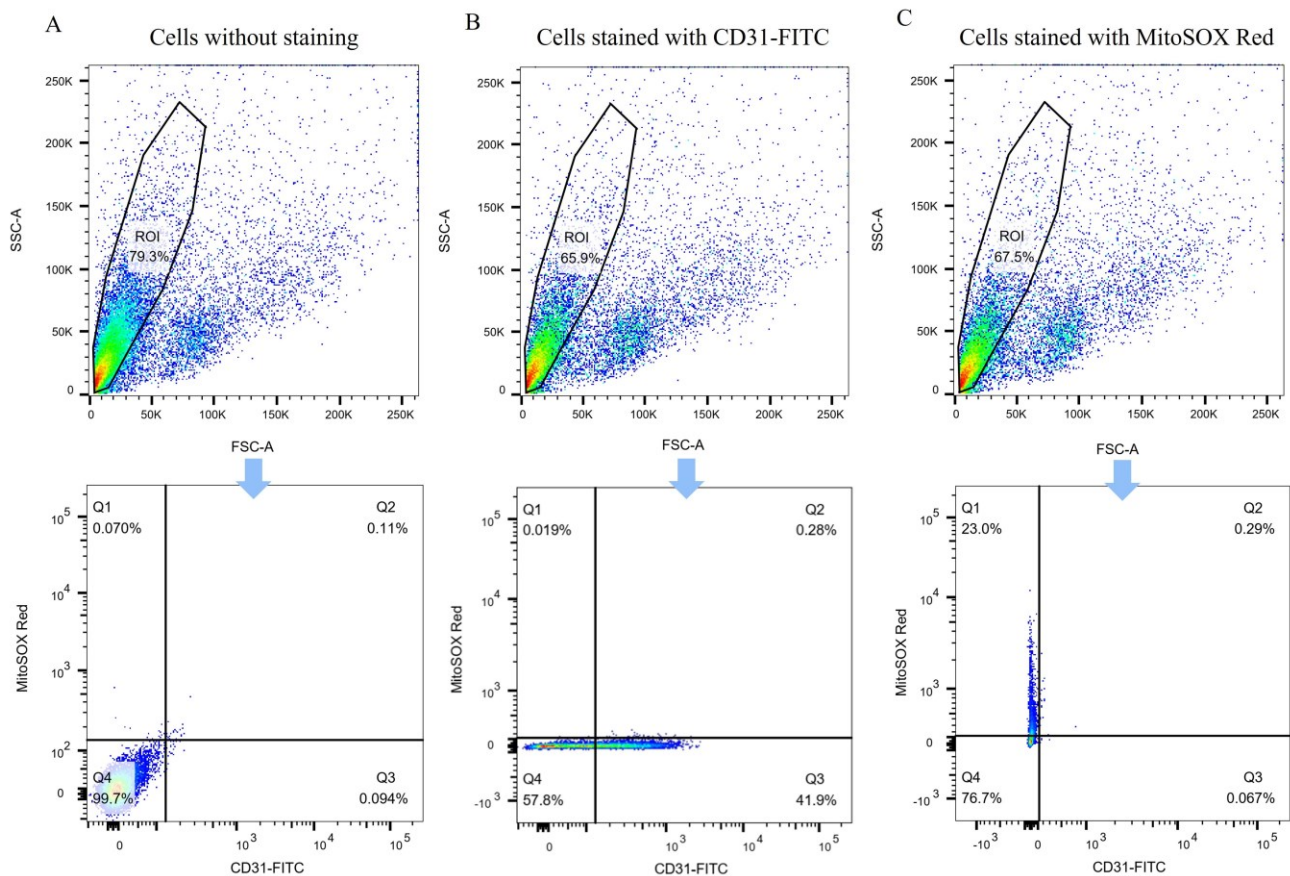 A
Cells without staining
250K
200K
150K
100K
50K
0
SSC-A
ROI
79.3%
0
50K
100K
150K
200K
250K
FSC-A
Q1
0.070%
Q2
0.11%
Q4
99.7%
Q3
0.094%
10^5
10^4
10^3
10^2
0
MitoSOX Red
0
10^3
10^4
10^5
CD31-FITC
B
Cells stained with CD31-FITC
250K
200K
150K
100K
50K
0
SSC-A
ROI
65.9%
0
50K
100K
150K
200K
250K
FSC-A
Q1
0.019%
Q2
0.28%
Q4
57.8%
Q3
41.9%
10^5
10^4
10^3
0
-10^3
MitoSOX Red
0
10^3
10^4
10^5
CD31-FITC
C
Cells stained with MitoSOX Red
250K
200K
150K
100K
50K
0
SSC-A
ROI
67.5%
0
50K
100K
150K
200K
250K
FSC-A
Q1
23.0%
Q2
0.29%
Q4
76.7%
Q3
0.067%
10^5
10^4
10^3
0
-10^3
MitoSOX Red
-10^3
0
10^3
10^4
10^5
CD31-FITC